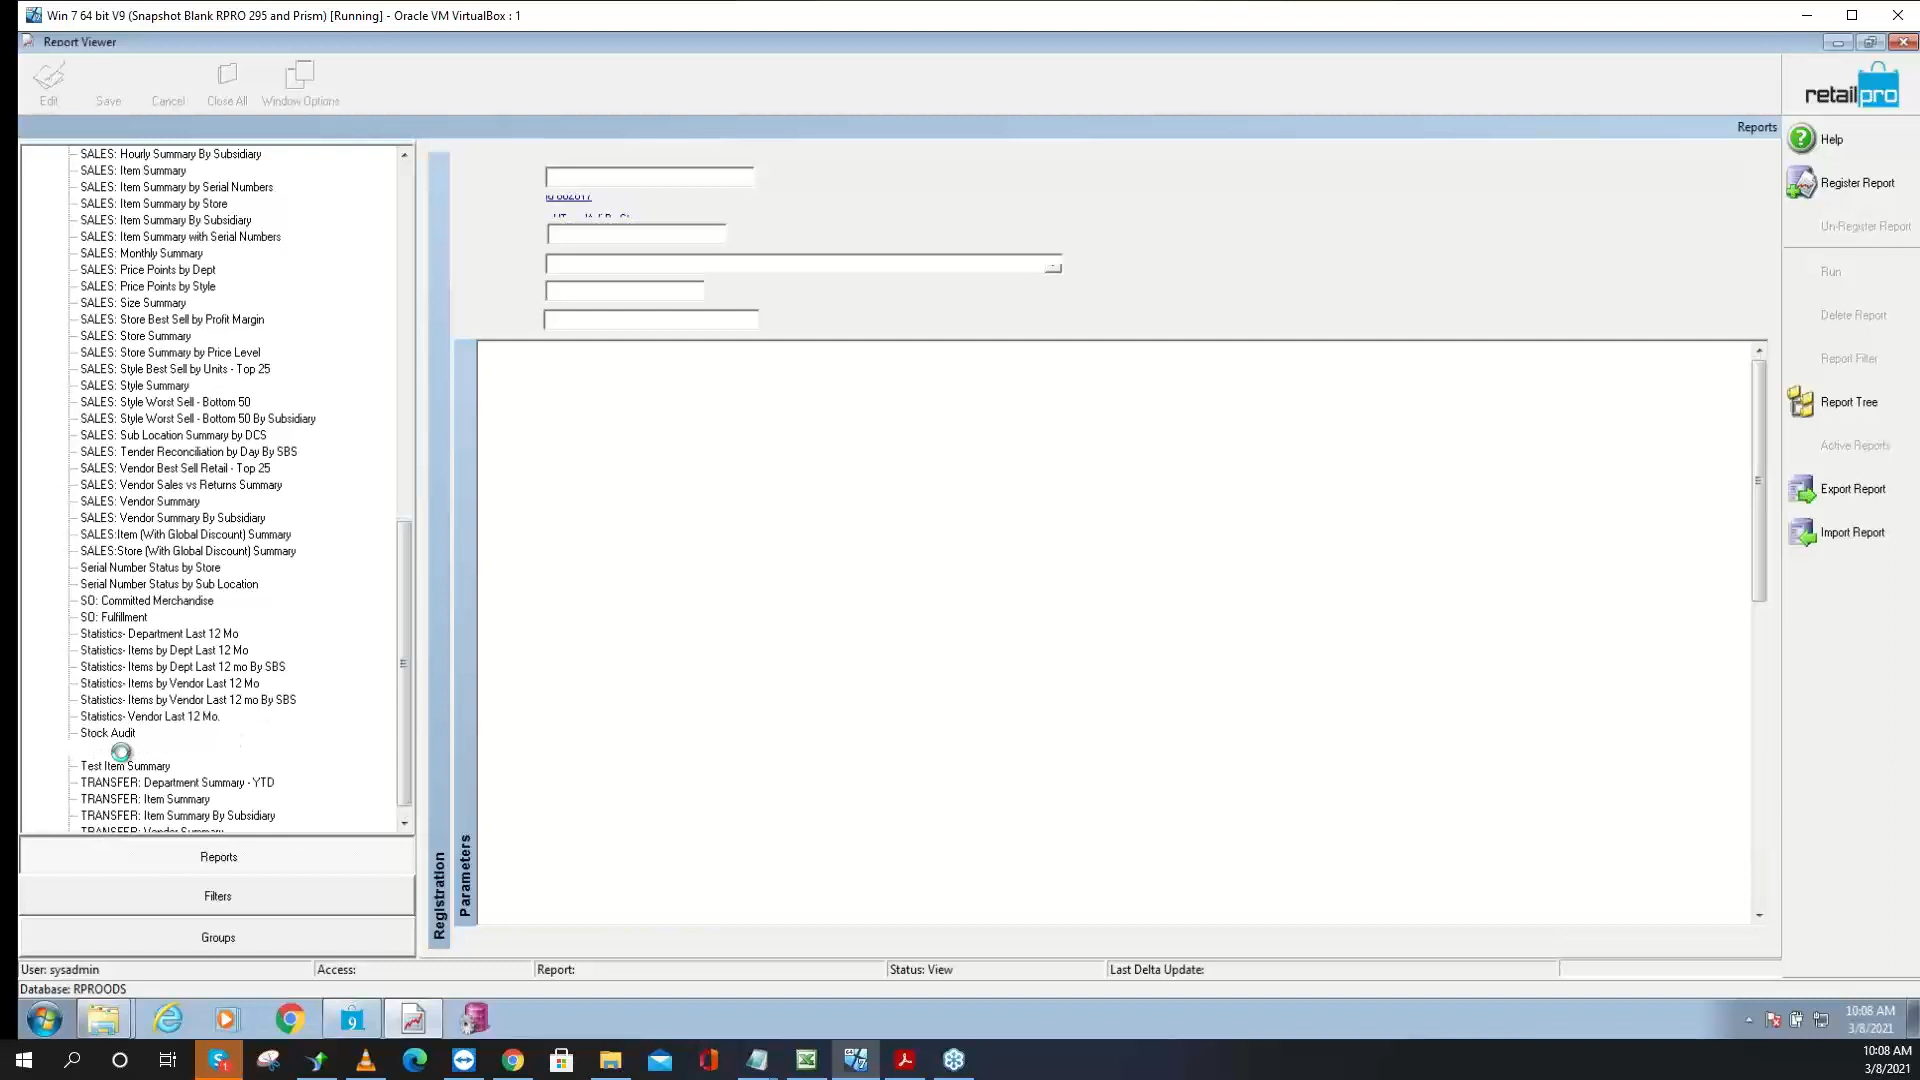 Win 7 64 bit V9 (Snapshot Blank RPRO 295 and Prism) [Running] - Oracle VM VirtualBox : 1
Report Viewer
Edit
Save
Cancel
Close All
Window Options
retailpro
Reports
SALES: Hourly Summary By Subsidiary
SALES: Item Summary
SALES: Item Summary by Serial Numbers
SALES: Item Summary by Store
SALES: Item Summary By Subsidiary
SALES: Item Summary with Serial Numbers
SALES: Monthly Summary
SALES: Price Points by Dept
SALES: Price Points by Style
SALES: Size Summary
SALES: Store Best Sell by Profit Margin
SALES: Store Summary
SALES: Store Summary by Price Level
SALES: Style Best Sell by Units - Top 25
SALES: Style Summary
SALES: Style Worst Sell - Bottom 50
SALES: Style Worst Sell - Bottom 50 By Subsidiary
SALES: Sub Location Summary by DCS
SALES: Tender Reconciliation by Day By SBS
SALES: Vendor Best Sell Retail - Top 25
SALES: Vendor Sales vs Returns Summary
SALES: Vendor Summary
SALES: Vendor Summary By Subsidiary
SALES:Item (With Global Discount) Summary
SALES:Store (With Global Discount) Summary
Serial Number Status by Store
Serial Number Status by Sub Location
SO: Committed Merchandise
SO: Fulfillment
Statistics- Department Last 12 Mo
Statistics- Items by Dept Last 12 Mo
Statistics- Items by Dept Last 12 mo By SBS
Statistics- Items by Vendor Last 12 Mo
Statistics- Items by Vendor Last 12 mo By SBS
Statistics- Vendor Last 12 Mo.
Stock Audit
Test Item Summary
TRANSFER: Department Summary - YTD
TRANSFER: Item Summary
TRANSFER: Item Summary By Subsidiary
TRANSFER: Vendor Summary
Reports
Filters
Groups
Registration
Parameters
Help
Register Report
Un-Register Report
Run
Delete Report
Report Filter
Report Tree
Active Reports
Export Report
Import Report
User: sysadmin
Access:
Report:
Status: View
Last Delta Update:
Database: RPROODS
9
10:08 AM
3/8/2021
10:08 AM
3/8/2021